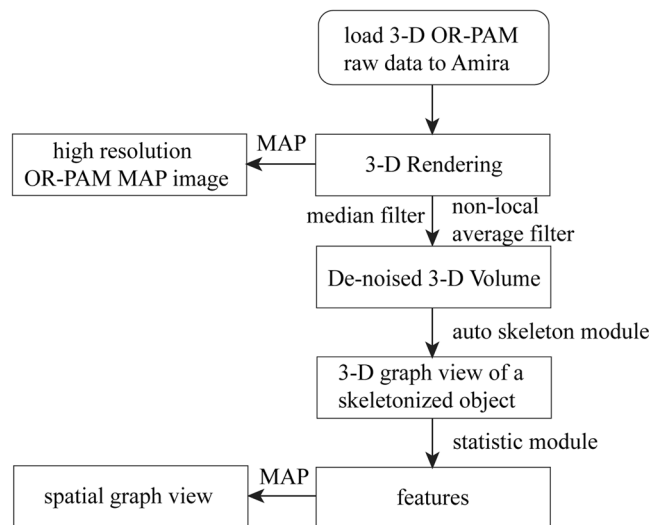 load 3-D OR-PAM
raw data to Amira
high resolution
OR-PAM MAP image
MAP
3-D Rendering
median filter
non-local
average filter
De-noised 3-D Volume
auto skeleton module
3-D graph view of a
skeletonized object
statistic module
spatial graph view
MAP
features